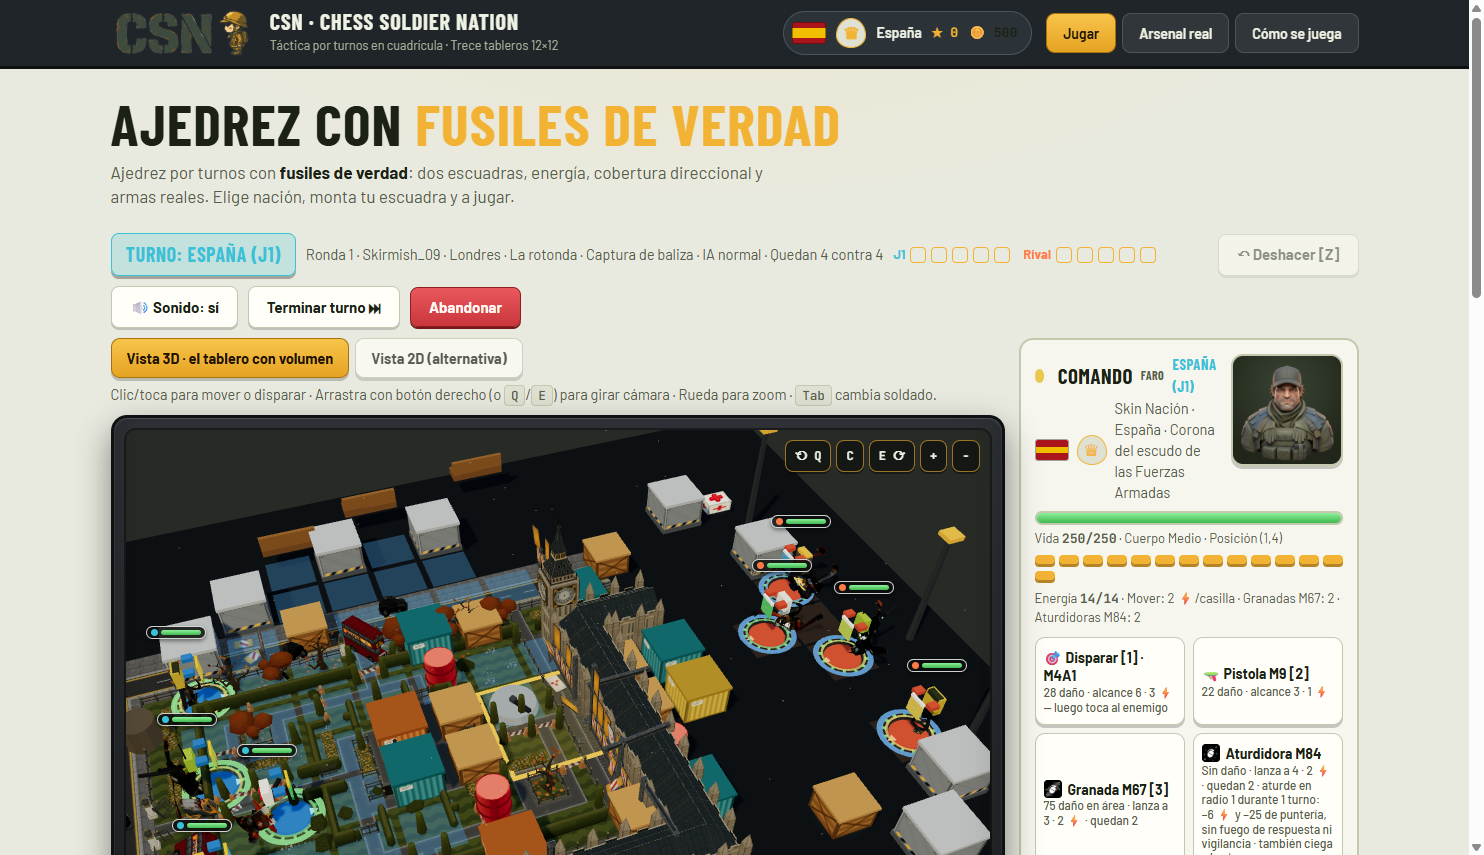 CSN
CSN · CHESS SOLDIER NATION
Táctica por turnos en cuadrícula · Trece tableros 12×12
España ★ 0 500
Jugar
Arsenal real
Cómo se juega
AJEDREZ CON FUSILES DE VERDAD
Ajedrez por turnos con fusiles de verdad: dos escuadras, energía, cobertura direccional y
armas reales. Elige nación, monta tu escuadra y a jugar.
TURNO: ESPAÑA (J1)
Ronda 1 · Skirmish_09 · Londres · La rotonda · Captura de baliza · IA normal · Quedan 4 contra 4
J1
Rival
Deshacer [Z]
Sonido: sí
Terminar turno
Abandonar
Vista 3D · el tablero con volumen
Vista 2D (alternativa)
Clic/toca para mover o disparar · Arrastra con botón derecho (o Q / E) para girar cámara · Rueda para zoom · Tab cambia soldado.
Q
C
E
+
-
COMANDO FARO ESPAÑA
(J1)
Skin Nación ·
España · Corona
del escudo de
las Fuerzas
Armadas
Vida 250/250 · Cuerpo Medio · Posición (1,4)
Energía 14/14 · Mover: 2 /casilla · Granadas M67: 2 ·
Aturdidoras M84: 2
Disparar [1] ·
M4A1
28 daño · alcance 6 · 3
— luego toca al enemigo
Pistola M9 [2]
22 daño · alcance 3 · 1
Granada M67 [3]
75 daño en área · lanza a
3 · 2 · quedan 2
Aturdidora M84
Sin daño · lanza a 4 · 2
· quedan 2 · aturde en
radio 1 durante 1 turno:
−6 y −25 de puntería,
sin fuego de respuesta ni
vigilancia · también ciega